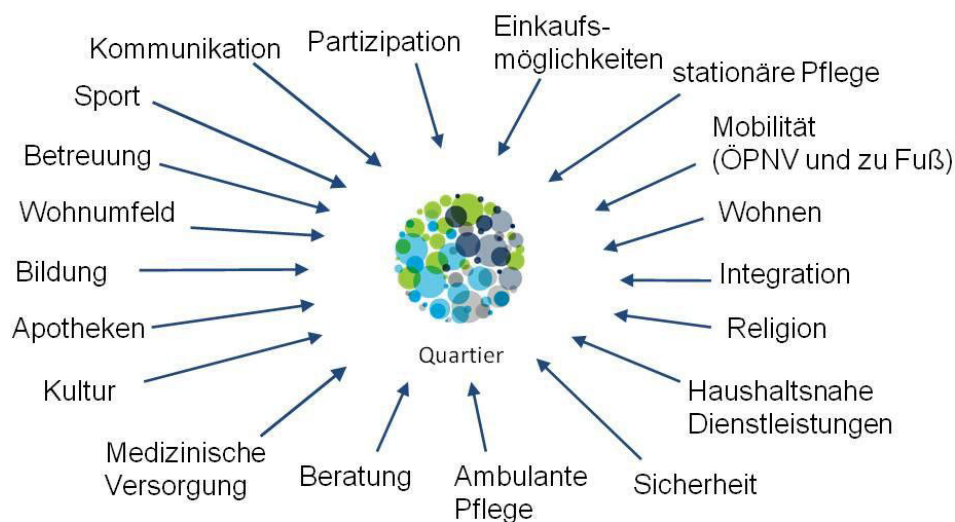 Kommunikation
Partizipation
Einkaufs-
möglichkeiten
stationäre Pflege
Sport
Mobilität
(ÖPNV und zu Fuß)
Betreuung
Wohnumfeld
Wohnen
Bildung
Integration
Apotheken
Religion
Quartier
Kultur
Haushaltsnahe
Dienstleistungen
Medizinische
Versorgung
Beratung
Ambulante
Pflege
Sicherheit